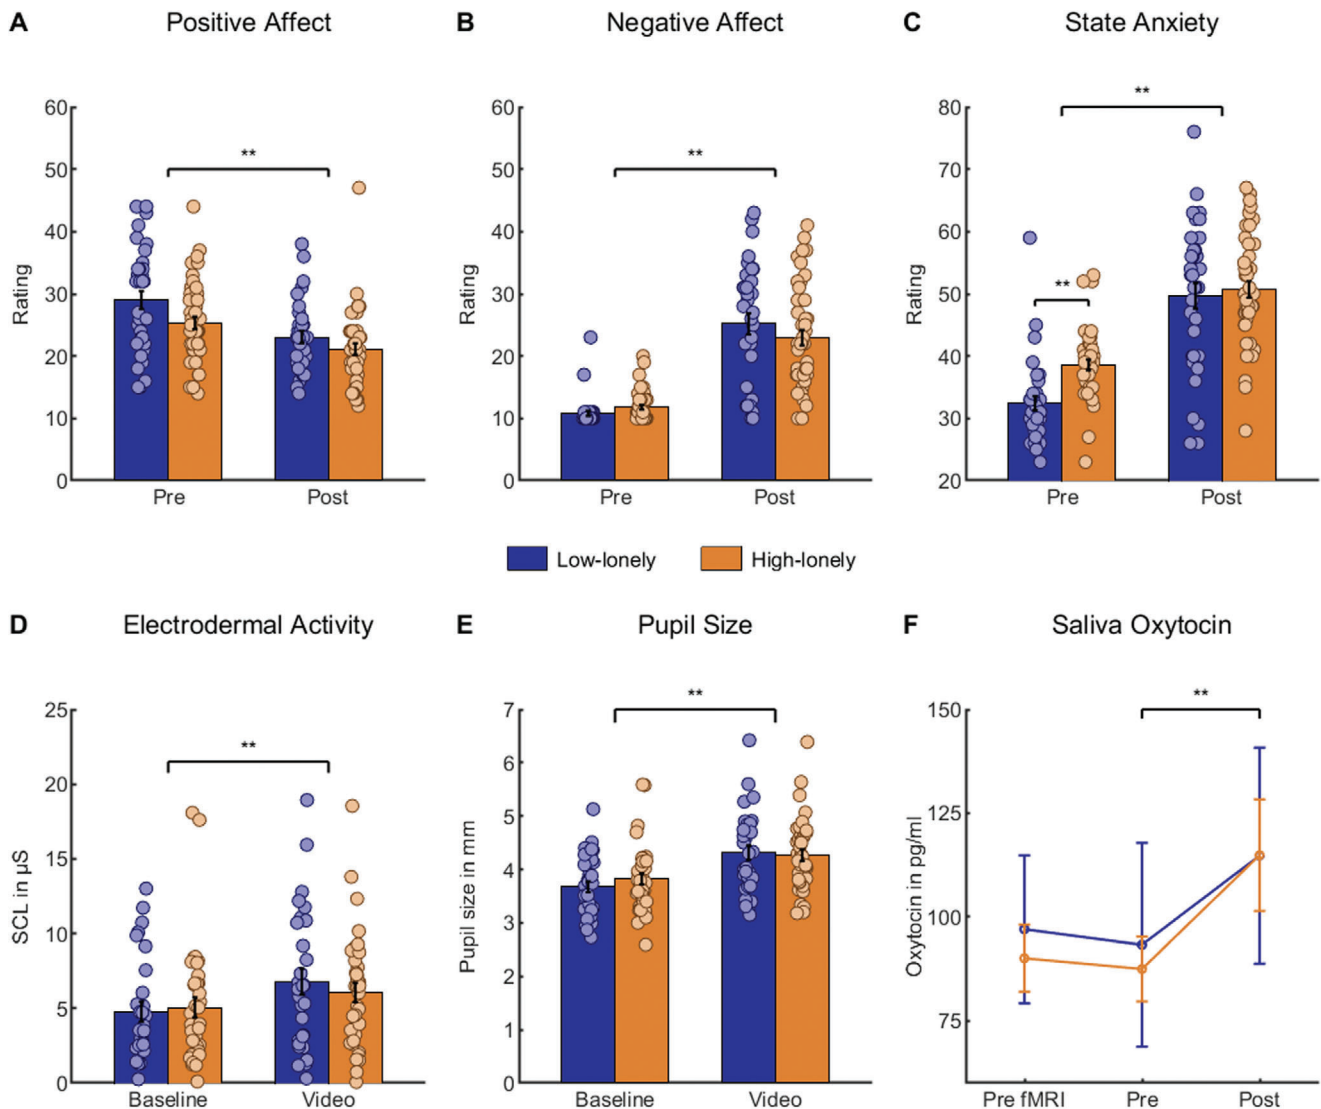 A Positive Affect
B Negative Affect
C State Anxiety
60
50
40
30
20
10
0
Rating
**
Pre Post
60
50
40
30
20
10
0
Rating
**
Pre Post
80
70
60
50
40
30
20
Rating
**
**
Pre Post
Low-lonely High-lonely
D Electrodermal Activity
E Pupil Size
F Saliva Oxytocin
25
20
15
10
5
0
SCL in µS
**
Baseline Video
7
6
5
4
3
2
1
0
Pupil size in mm
**
Baseline Video
150
125
100
75
Oxytocin in pg/ml
**
Pre fMRI Pre Post